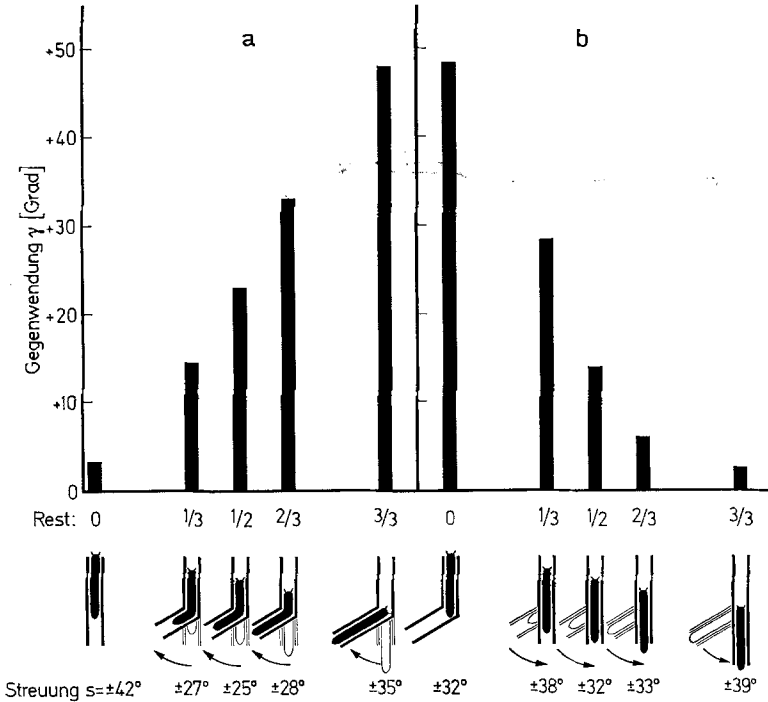 a
b
+50
+40
+30
+20
+10
0
Gegenwendung γ [Grad]
Rest: 0 1/3 1/2 2/3 3/3 0 1/3 1/2 2/3 3/3
Streuung s=±42° ±27° ±25° ±28° ±35° ±32° ±38° ±32° ±33° ±39°